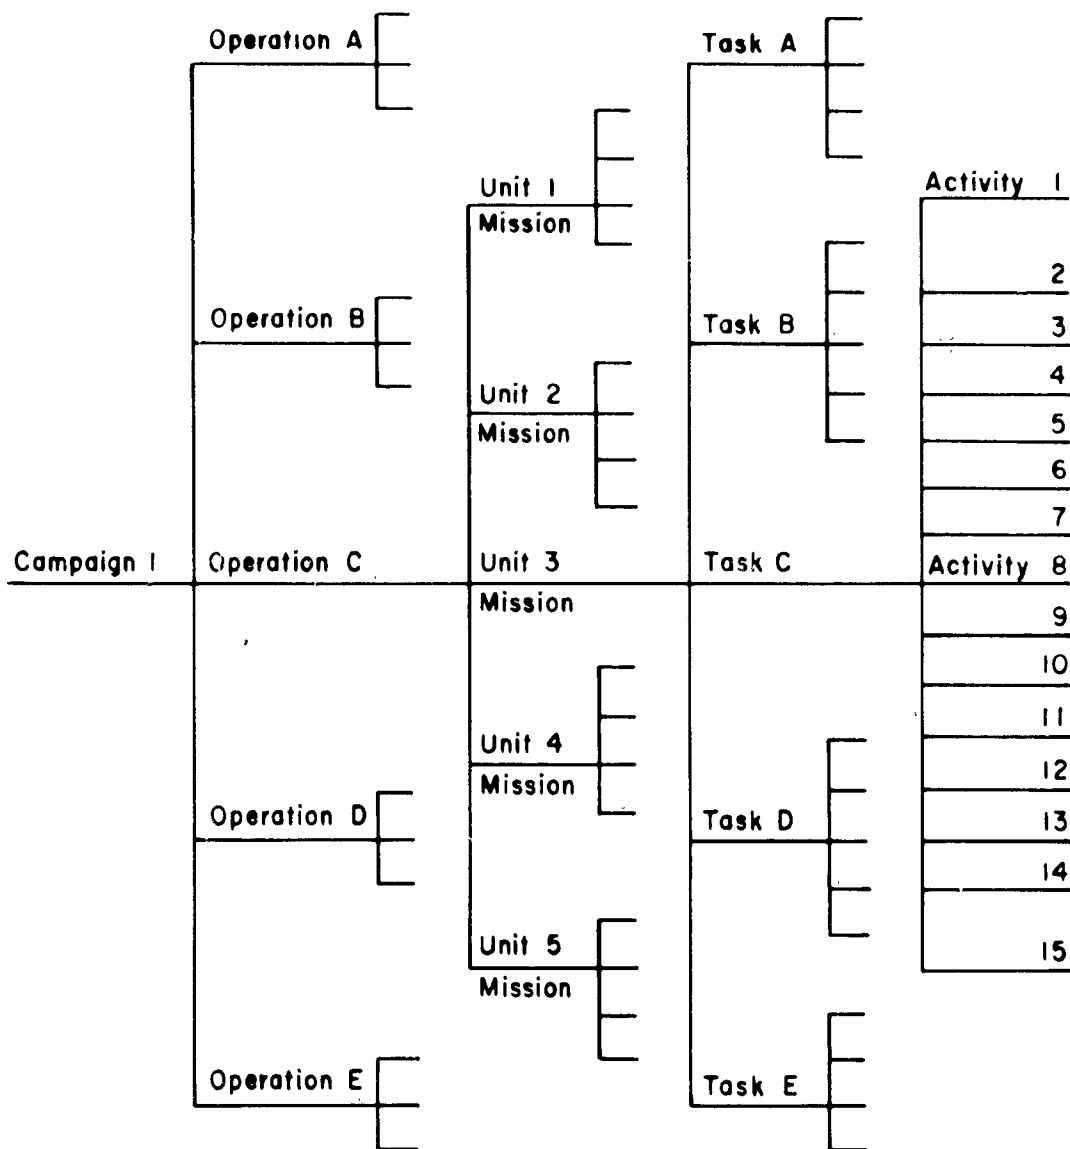 Operation A
Task A
Unit 1
Mission
Activity 1
2
Operation B
Task B
3
4
Unit 2
Mission
5
6
7
Campaign 1
Operation C
Unit 3
Mission
Task C
Activity 8
9
10
11
Unit 4
Mission
12
Operation D
Task D
13
14
Unit 5
Mission
15
Operation E
Task E